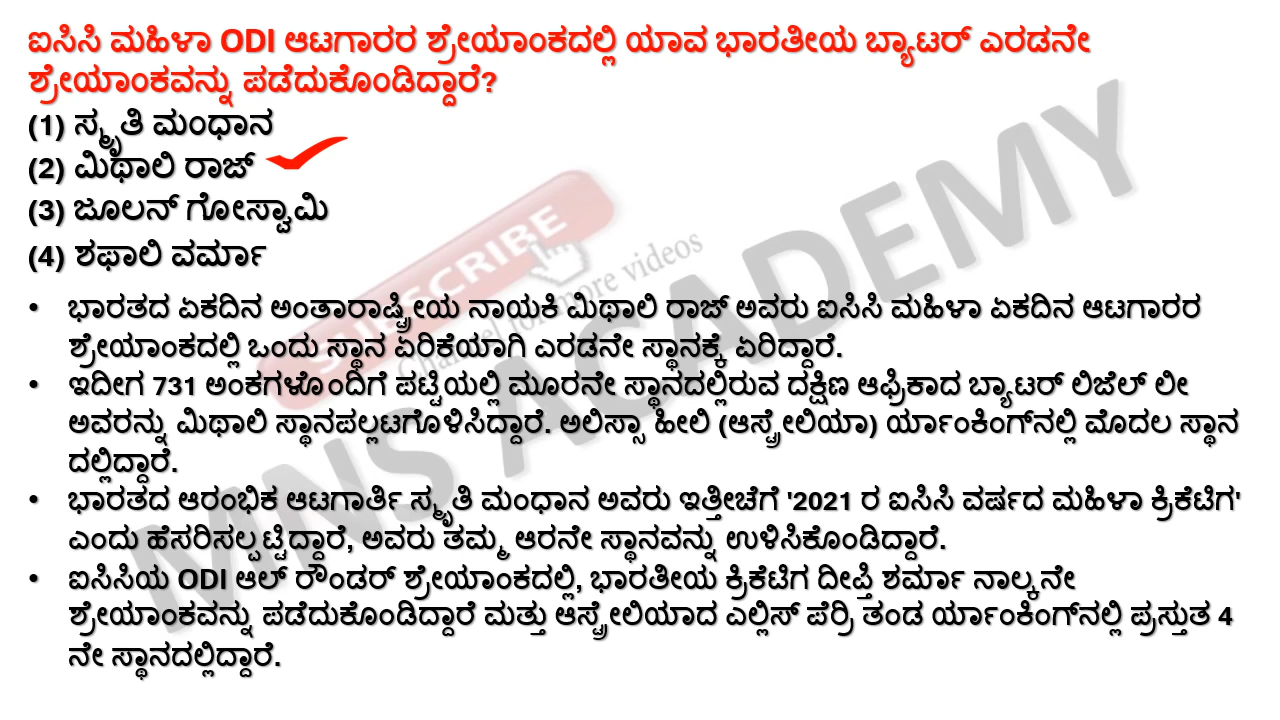 ಐಸಿಸಿ ಮಹಿಳಾ ODI ಆಟಗಾರರ ಶ್ರೇಯಾಂಕದಲ್ಲಿ ಯಾವ ಭಾರತೀಯ ಬ್ಯಾಟರ್ ಎರಡನೇ
ಶ್ರೇಯಾಂಕವನ್ನು ಪಡೆದುಕೊಂಡಿದ್ದಾರೆ?
(1) ಸ್ಮೃತಿ ಮಂಧಾನ
(2) ಮಿಥಾಲಿ ರಾಜ್
(3) ಜೂಲನ್ ಗೋಸ್ವಾಮಿ
(4) ಶಫಾಲಿ ವರ್ಮಾ
• ಭಾರತದ ಏಕದಿನ ಅಂತಾರಾಷ್ಟ್ರೀಯ ನಾಯಕಿ ಮಿಥಾಲಿ ರಾಜ್ ಅವರು ಐಸಿಸಿ ಮಹಿಳಾ ಏಕದಿನ ಆಟಗಾರರ
ಶ್ರೇಯಾಂಕದಲ್ಲಿ ಒಂದು ಸ್ಥಾನ ಏರಿಕೆಯಾಗಿ ಎರಡನೇ ಸ್ಥಾನಕ್ಕೆ ಏರಿದ್ದಾರೆ.
• ಇದೀಗ 731 ಅಂಕಗಳೊಂದಿಗೆ ಪಟ್ಟಿಯಲ್ಲಿ ಮೂರನೇ ಸ್ಥಾನದಲ್ಲಿರುವ ದಕ್ಷಿಣ ಆಫ್ರಿಕಾದ ಬ್ಯಾಟರ್ ಲಿಜೆಲ್ ಲೀ
ಅವರನ್ನು ಮಿಥಾಲಿ ಸ್ಥಾನಪಲ್ಲಟಗೊಳಿಸಿದ್ದಾರೆ. ಅಲಿಸ್ಸಾ ಹೀಲಿ (ಆಸ್ಟ್ರೇಲಿಯಾ) ರ್ಯಾಂಕಿಂಗ್‌ನಲ್ಲಿ ಮೊದಲ ಸ್ಥಾನ
ದಲ್ಲಿದ್ದಾರೆ.
• ಭಾರತದ ಆರಂಭಿಕ ಆಟಗಾರ್ತಿ ಸ್ಮೃತಿ ಮಂಧಾನ ಅವರು ಇತ್ತೀಚೆಗೆ '2021 ರ ಐಸಿಸಿ ವರ್ಷದ ಮಹಿಳಾ ಕ್ರಿಕೆಟಿಗ'
ಎಂದು ಹೆಸರಿಸಲ್ಪಟ್ಟಿದ್ದಾರೆ, ಅವರು ತಮ್ಮ ಆರನೇ ಸ್ಥಾನವನ್ನು ಉಳಿಸಿಕೊಂಡಿದ್ದಾರೆ.
• ಐಸಿಸಿಯ ODI ಆಲ್ ರೌಂಡರ್ ಶ್ರೇಯಾಂಕದಲ್ಲಿ, ಭಾರತೀಯ ಕ್ರಿಕೆಟಿಗ ದೀಪ್ತಿ ಶರ್ಮಾ ನಾಲ್ಕನೇ
ಶ್ರೇಯಾಂಕವನ್ನು ಪಡೆದುಕೊಂಡಿದ್ದಾರೆ ಮತ್ತು ಆಸ್ಟ್ರೇಲಿಯಾದ ಎಲ್ಲಿಸ್ ಪೆರ್ರಿ ತಂಡ ರ್ಯಾಂಕಿಂಗ್‌ನಲ್ಲಿ ಪ್ರಸ್ತುತ 4
ನೇ ಸ್ಥಾನದಲ್ಲಿದ್ದಾರೆ.
SUBSCRIBE
Channel for more videos
MNS ACADEMY